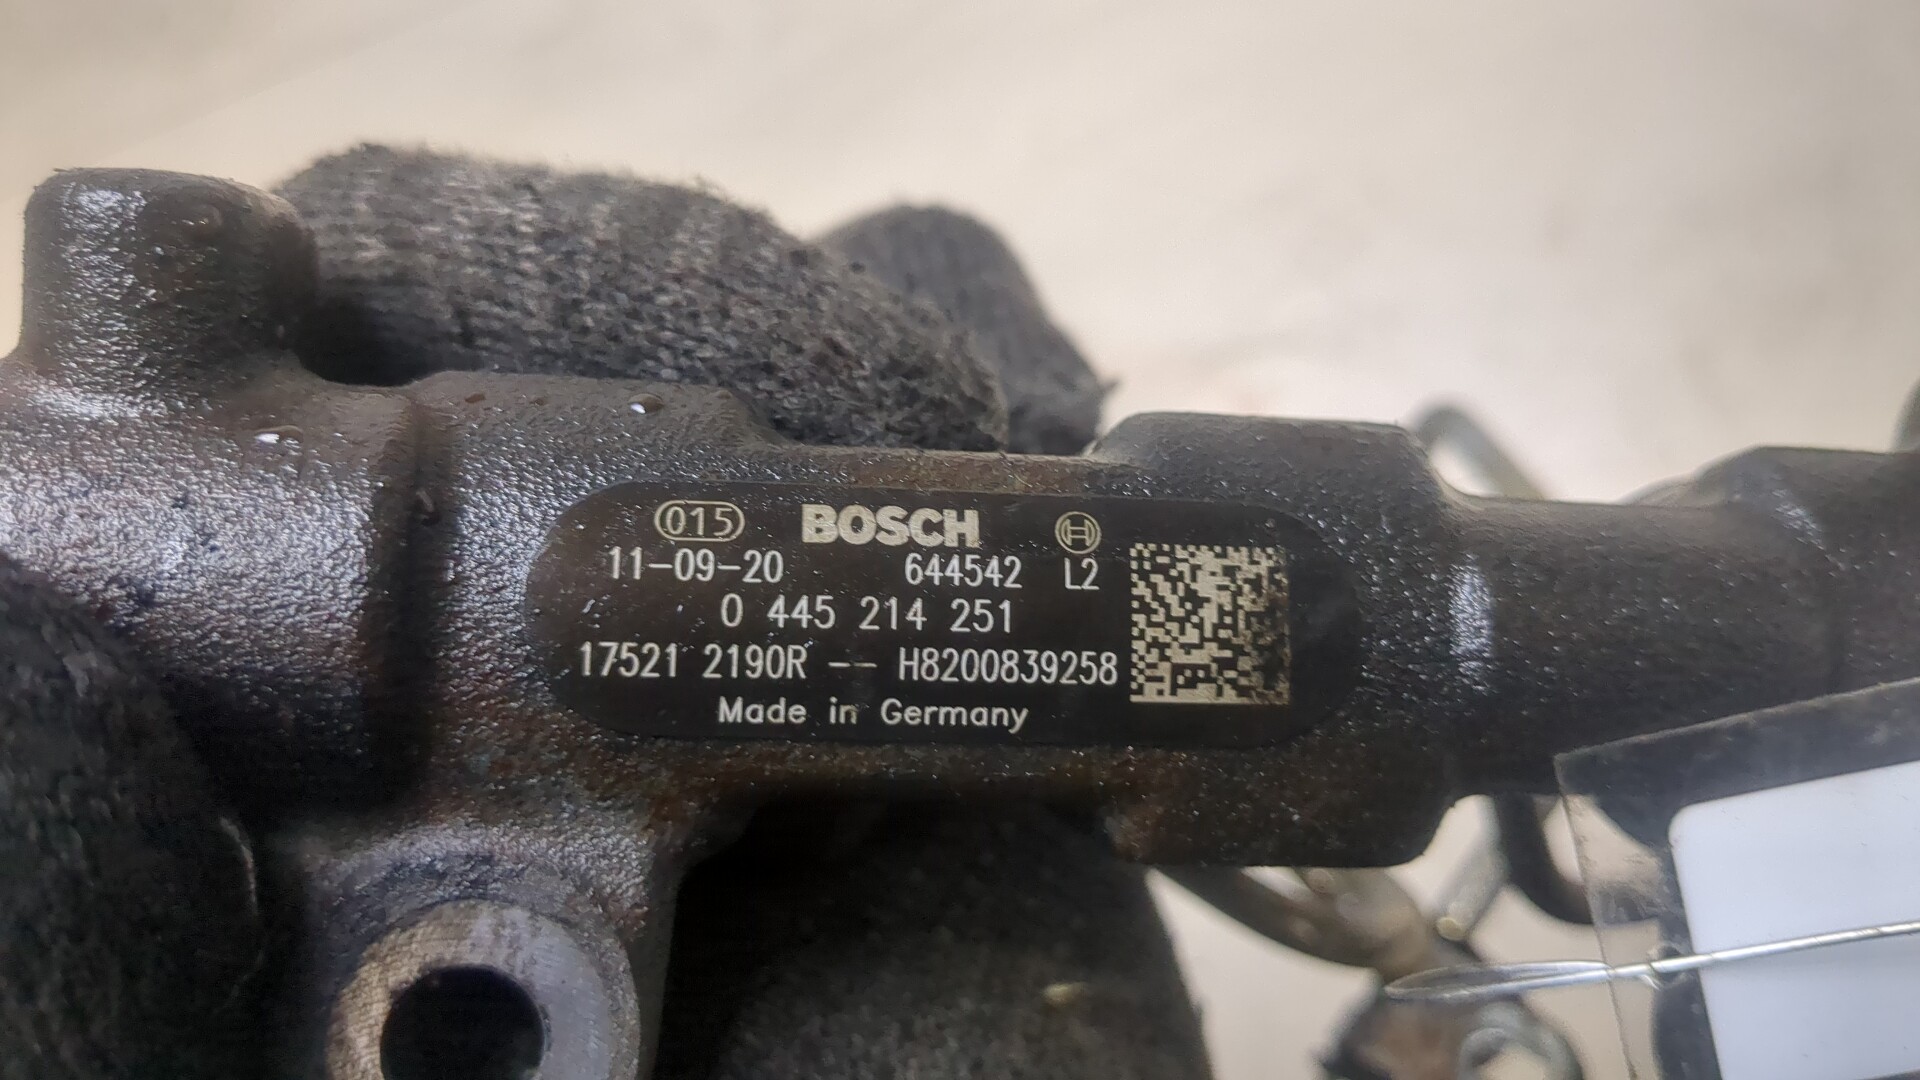 015 BOSCH
11-09-20 644542 L2
0 445 214 251
17521 2190R -- H8200839258
Made in Germany